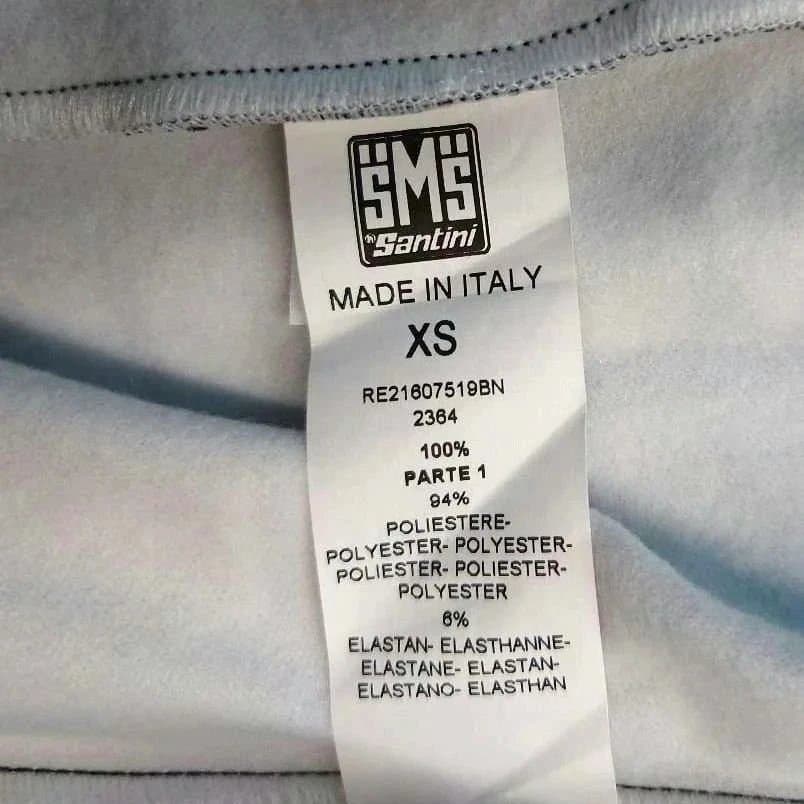 SMS
Santini
MADE IN ITALY
XS
RE21607519BN
2364
100%
PARTE 1
94%
POLIESTERE-
POLYESTER- POLYESTER-
POLIESTER- POLIESTER-
POLYESTER
6%
ELASTAN- ELASTHANNE-
ELASTANE- ELASTAN-
ELASTANO- ELASTHAN